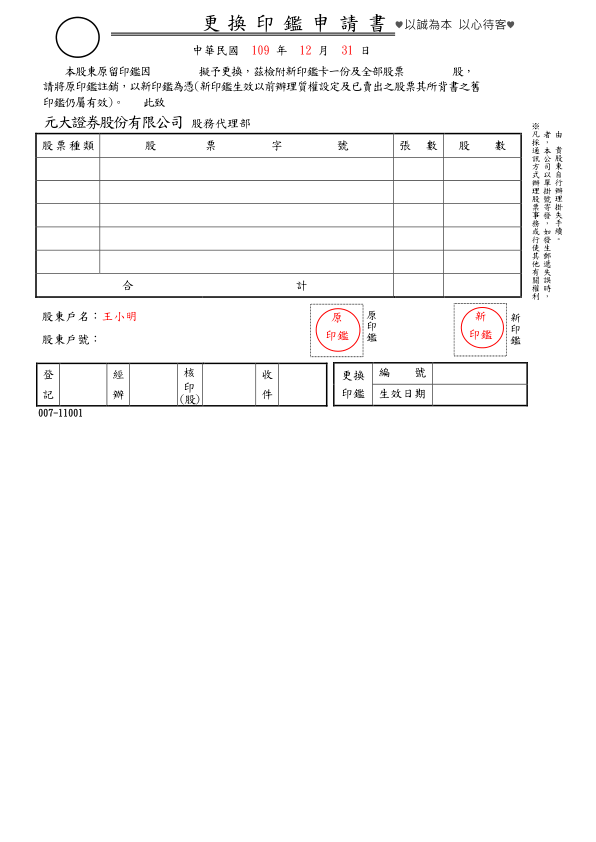 更換印鑑申請書 ♥以誠為本 以心待客♥
中華民國 109 年 12 月 31 日
本股東原留印鑑因 擬予更換，茲檢附新印鑑卡一份及全部股票 股，
請將原印鑑註銷，以新印鑑為憑(新印鑑生效以前辦理質權設定及已賣出之股票其所背書之舊
印鑑仍屬有效)。 此致
元大證券股份有限公司 股務代理部
股票種類 股票字號 張數 股數
合計
※凡採通訊方式辦理股票事務或行使其他有關權利
者，本公司以單掛號寄發，如發生郵遞失誤時，
由 貴股東自行辦理掛失手續。
股東戶名：王小明
股東戶號：
原
印鑑
原印鑑
新
印鑑
新印鑑
登記 經辦 核印(股) 收件
更換印鑑 編號
生效日期
007-11001